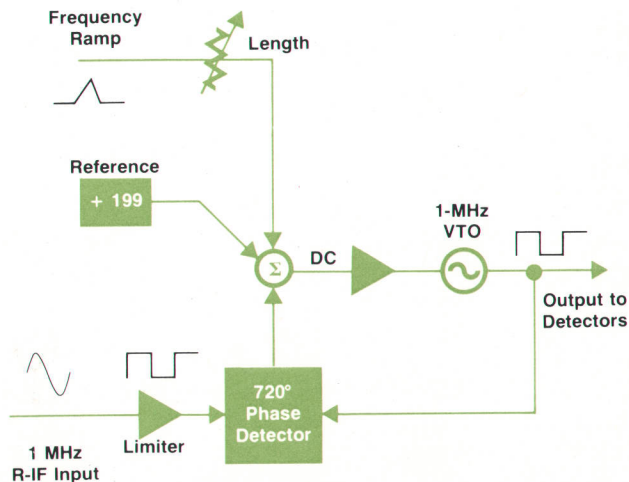 Frequency
Ramp
Length
Reference
+ 199
Σ
DC
1-MHz
VTO
Output to
Detectors
720°
Phase
Detector
Limiter
1 MHz
R-IF Input